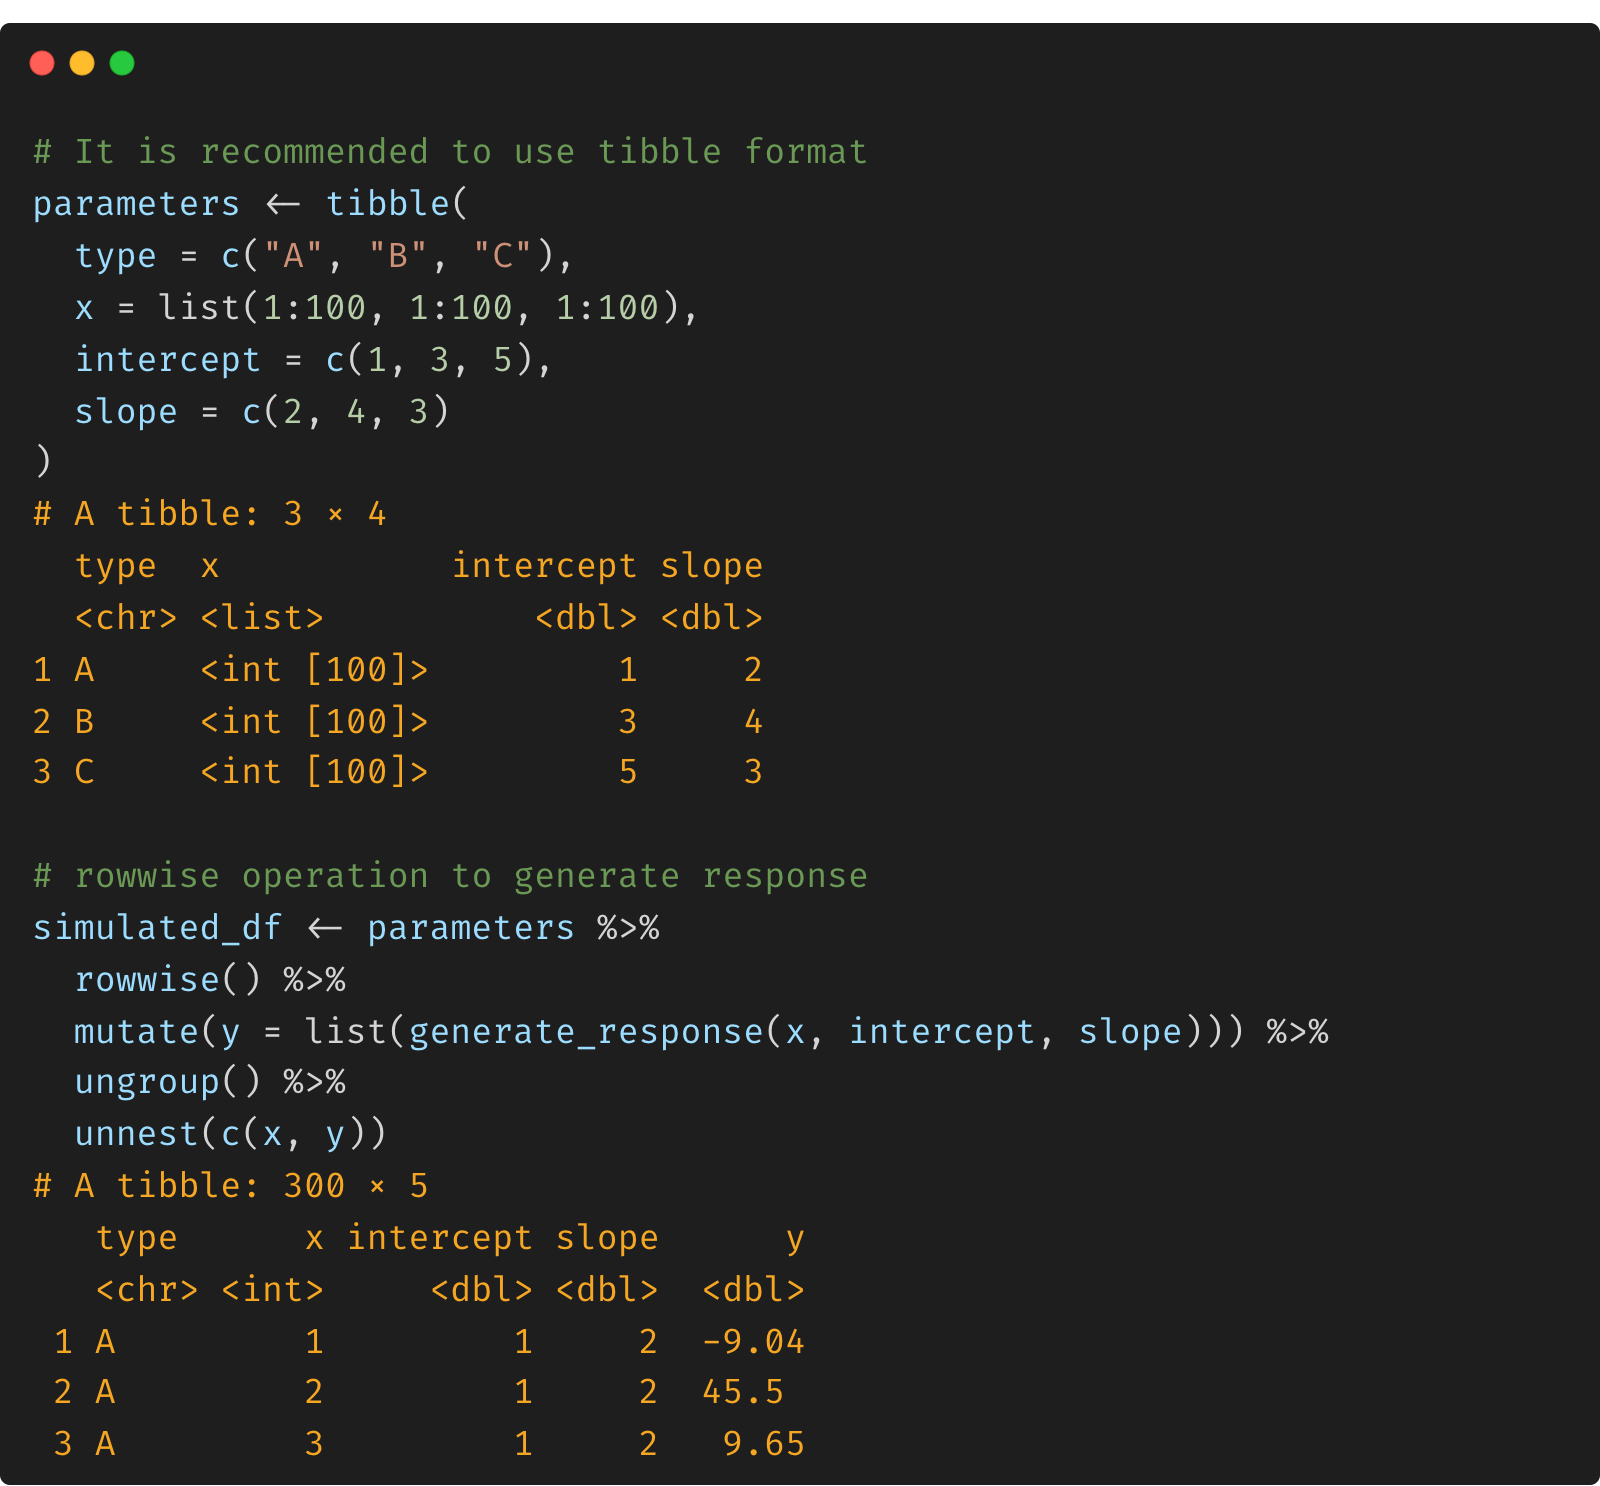 # It is recommended to use tibble format
parameters <- tibble(
  type = c("A", "B", "C"),
  x = list(1:100, 1:100, 1:100),
  intercept = c(1, 3, 5),
  slope = c(2, 4, 3)
)
# A tibble: 3 × 4
  type  x           intercept slope
  <chr> <list>          <dbl> <dbl>
1 A     <int [100]>         1     2
2 B     <int [100]>         3     4
3 C     <int [100]>         5     3

# rowwise operation to generate response
simulated_df <- parameters %>%
  rowwise() %>%
  mutate(y = list(generate_response(x, intercept, slope))) %>%
  ungroup() %>%
  unnest(c(x, y))
# A tibble: 300 × 5
   type      x intercept slope      y
   <chr> <int>     <dbl> <dbl>  <dbl>
 1 A         1         1     2  -9.04
 2 A         2         1     2  45.5
 3 A         3         1     2   9.65